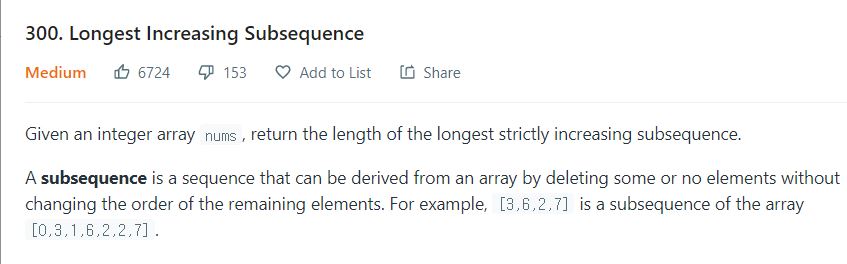 300. Longest Increasing Subsequence
Medium 6724 153 Add to List Share
Given an integer array nums , return the length of the longest strictly increasing subsequence.
A subsequence is a sequence that can be derived from an array by deleting some or no elements without
changing the order of the remaining elements. For example, [3,6,2,7] is a subsequence of the array
[0,3,1,6,2,2,7] .